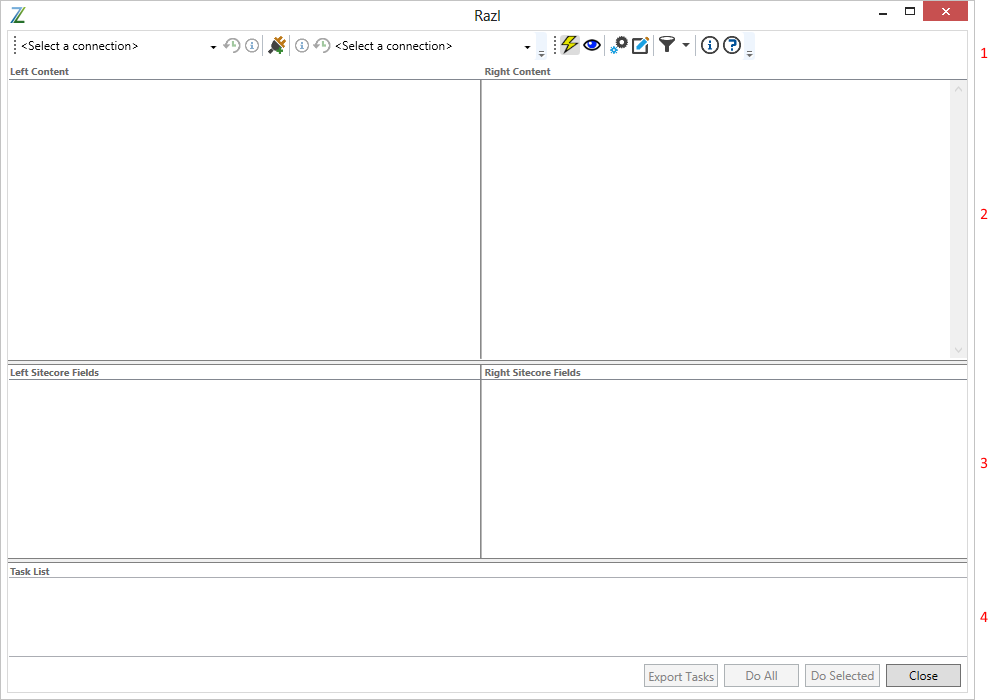 Razl
<Select a connection> <Select a connection>
1
Left Content Right Content
2
Left Sitecore Fields Right Sitecore Fields
3
Task List
4
Export Tasks Do All Do Selected Close